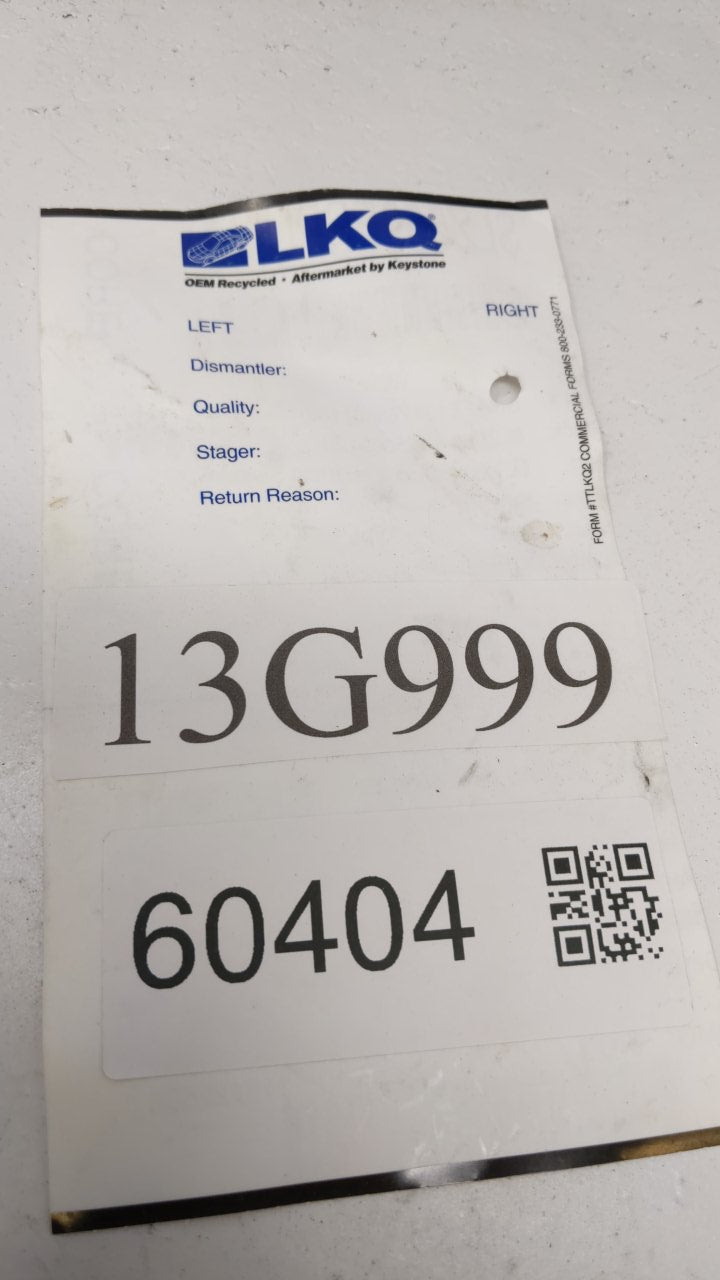 LKQ®
OEM Recycled • Aftermarket by Keystone
LEFT RIGHT
Dismantler:
Quality:
Stager:
Return Reason:
FORM #TTLKQ2 COMMERCIAL FORMS 800-233-0771
13G999
60404